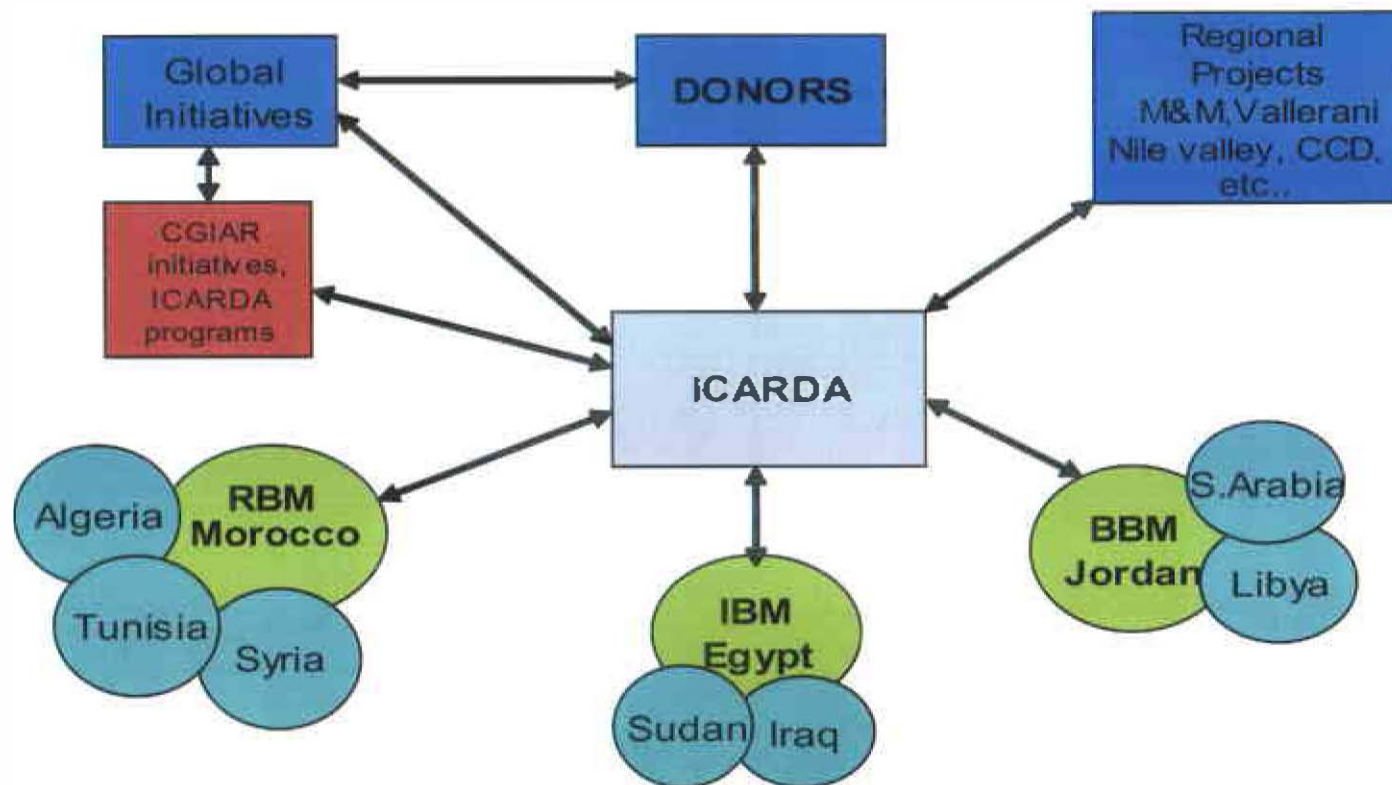 Global
Initiatives
DONORS
Regional
Projects
M&M,Vallerani
Nile valley, CCD,
etc..
CGIAR
initiatives,
ICARDA
programs
ICARDA
RBM
Morocco
Algeria
Tunisia
Syria
IBM
Egypt
Sudan
Iraq
BBM
Jordan
S.Arabia
Libya